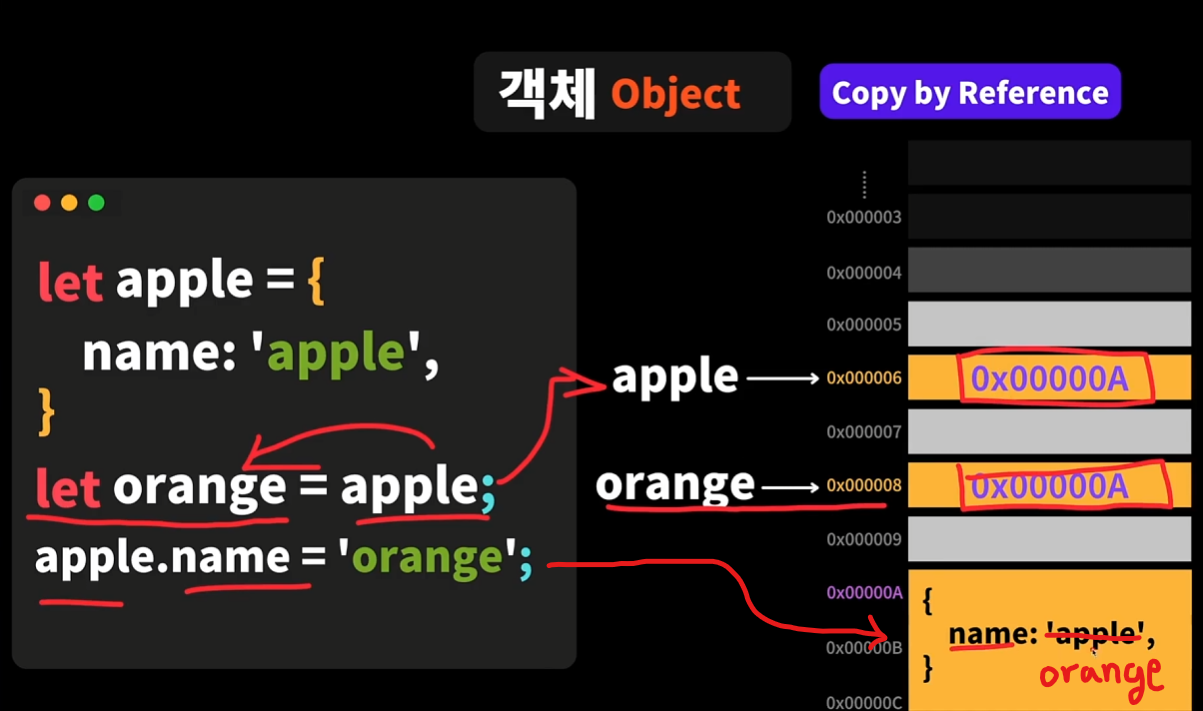 객체 Object
Copy by Reference
let apple = {
name: 'apple',
}
let orange = apple;
apple.name = 'orange';
0x000003
0x000004
0x000005
apple
0x000006
0x00000A
0x000007
orange
0x000008
0x00000A
0x000009
0x00000A
{
0x00000B
name: 'apple',
orange
}
0x00000C